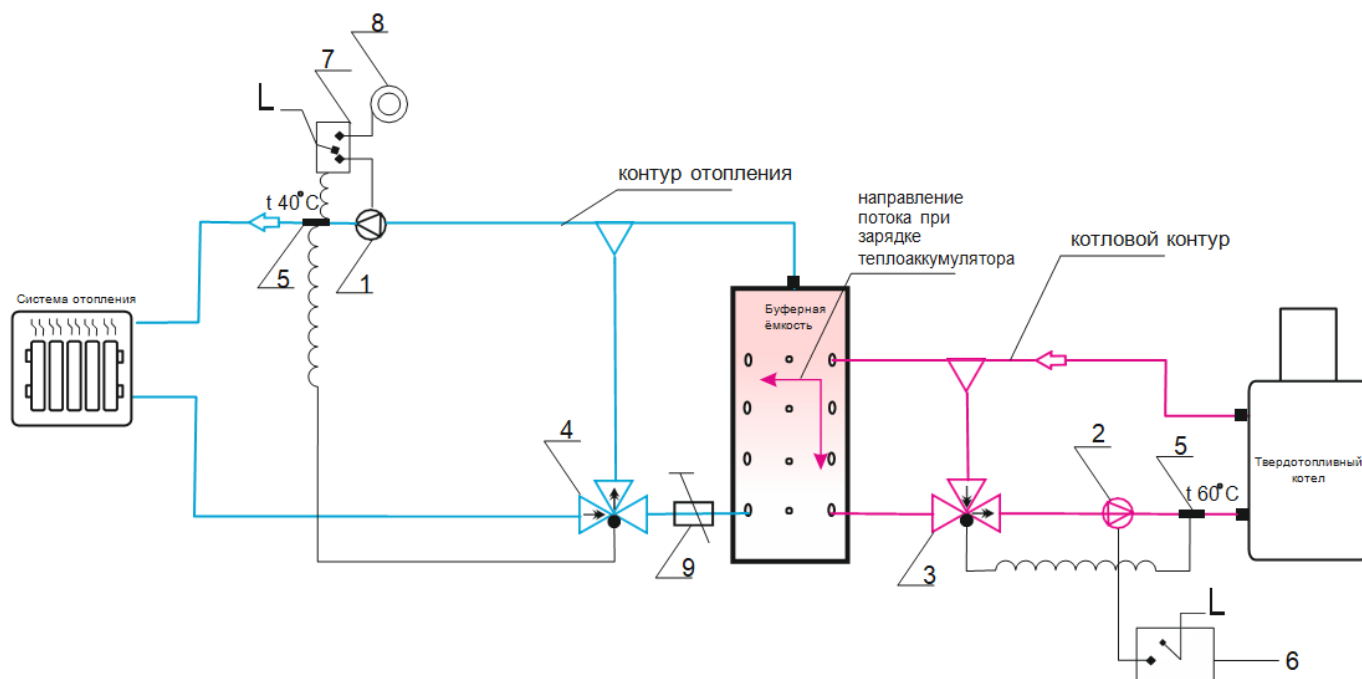 8
7
L
контур отопления
t 40°C
направление
потока при
зарядке
теплоаккумулятора
котловой контур
5
1
Система отопления
Буферная
ёмкость
4
2
5
Твердотопливный
котел
t 60°C
9
3
L
6